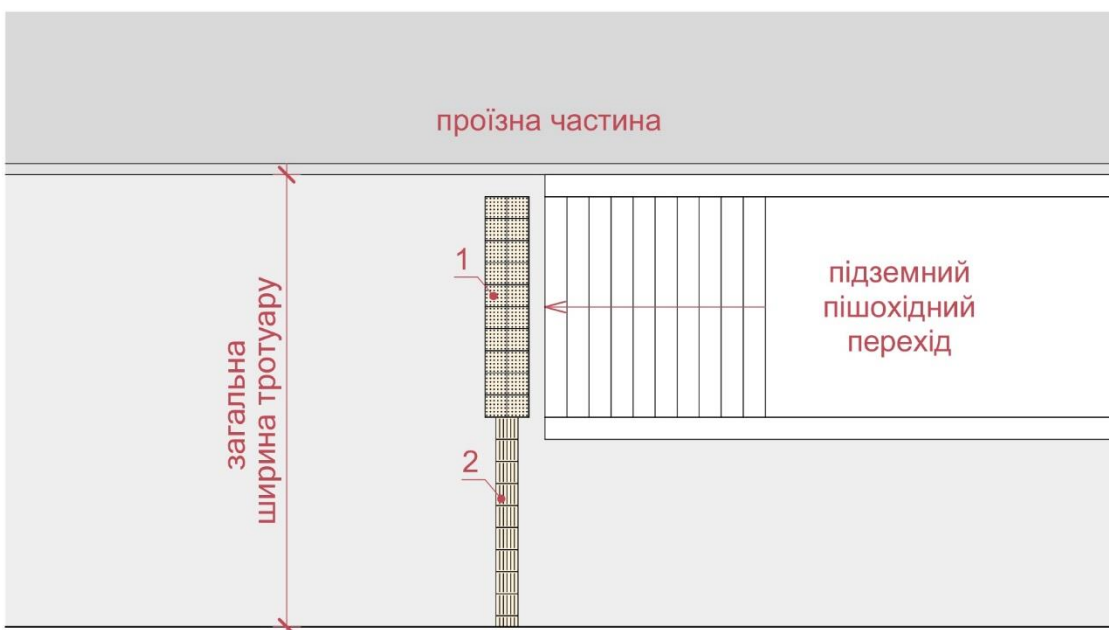 проїзна частина
1
підземний
пішохідний
перехід
загальна
ширина тротуару
2